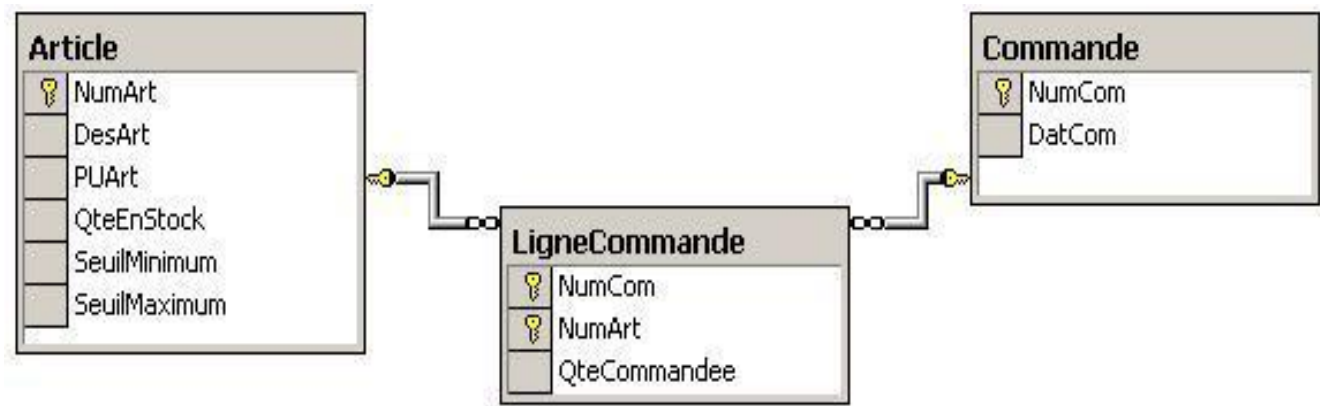 Article
NumArt
DesArt
PUArt
QteEnStock
SeuilMinimum
SeuilMaximum
Commande
NumCom
DatCom
LigneCommande
NumCom
NumArt
QteCommandee